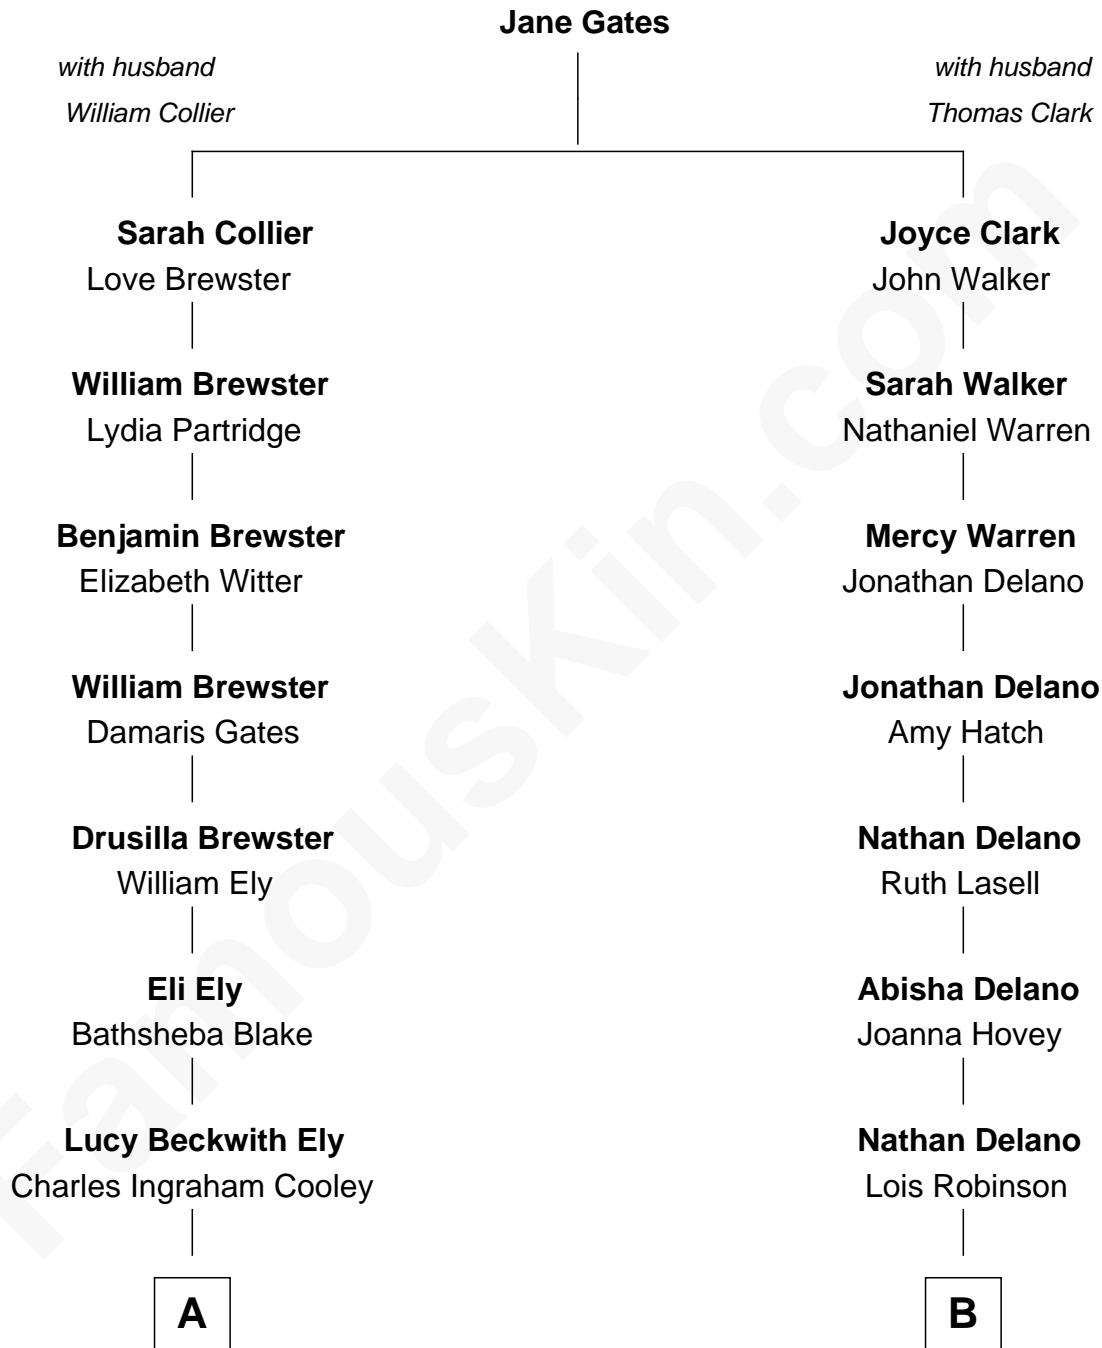 Jane Gates
with husband
William Collier
with husband
Thomas Clark
Sarah Collier
Love Brewster
Joyce Clark
John Walker
William Brewster
Lydia Partridge
Sarah Walker
Nathaniel Warren
Benjamin Brewster
Elizabeth Witter
Mercy Warren
Jonathan Delano
William Brewster
Damaris Gates
Jonathan Delano
Amy Hatch
Drusilla Brewster
William Ely
Nathan Delano
Ruth Lasell
Eli Ely
Bathsheba Blake
Abisha Delano
Joanna Hovey
Lucy Beckwith Ely
Charles Ingraham Cooley
Nathan Delano
Lois Robinson
A
B
FamousKin.com